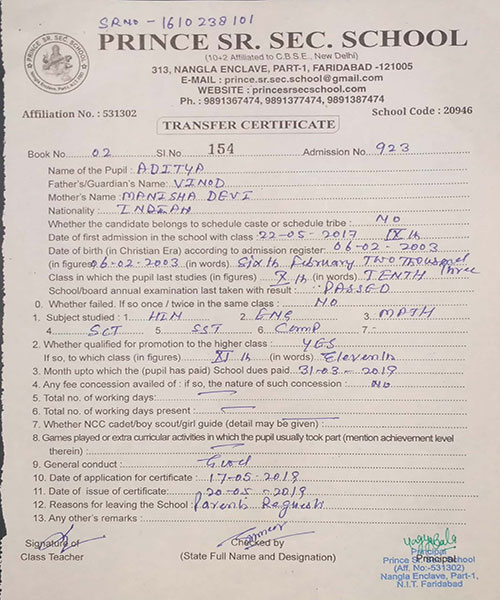 SRNO - 1610238101
PRINCE SR. SEC. SCHOOL
PRINCE SR. SEC. SCHOOL
(10+2 Affiliated to C.B.S.E., New Delhi)
313, NANGLA ENCLAVE, PART-1, FARIDABAD -121005
E-MAIL : prince.sr.sec.school@gmail.com
WEBSITE : princesrsecschool.com
Ph. : 9891367474, 9891377474, 9891387474
Affiliation No. : 531302 School Code : 20946
TRANSFER CERTIFICATE
Book No. 02 Sl.No. 154 Admission No. 923
Name of the Pupil : ADITYA
Father's/Guardian's Name: VINOD
Mother's Name: MANISHA DEVI
Nationality : INDIAN
Whether the candidate belongs to schedule caste or schedule tribe : NO
Date of first admission in the school with class 22-05-2017 IX th
Date of birth (in Christian Era) according to admission register: 06-02-2003
(in figures) 06-02-2003 (in words) Sixth February Two Thousand Three
Class in which the pupil last studies (in figures) X th (in words) TENTH
School/board annual examination last taken with result : PASSED
0. Whether failed. If so once / twice in the same class : NO
1. Subject studied : 1. HIN 2. ENG 3. MATH
4. SCT 5. SST 6. Comp 7. -
2. Whether qualified for promotion to the higher class : YES
If so, to which class (in figures) XI th (in words) Eleventh
3. Month upto which the (pupil has paid) School dues paid 31-03-2019
4. Any fee concession availed of : if so, the nature of such concession : No
5. Total no. of working days:
6. Total no. of working days present :
7. Whether NCC cadet/boy scout/girl guide (detail may be given) :
8. Games played or extra curricular activities in which the pupil usually took part (mention achievement level
therein) :
9. General conduct : Good
10. Date of application for certificate : 17-05-2019
11. Date of issue of certificate: 20-05-2019
12. Reasons for leaving the School : Parents Request
13. Any other's remarks :
Signature of Checked by
Class Teacher (State Full Name and Designation) Principal
Yagyabala
Principal
Prince Sr. Sec. School
(Aff. No:-531302)
Nangla Enclave, Part-1,
N.I.T. Faridabad